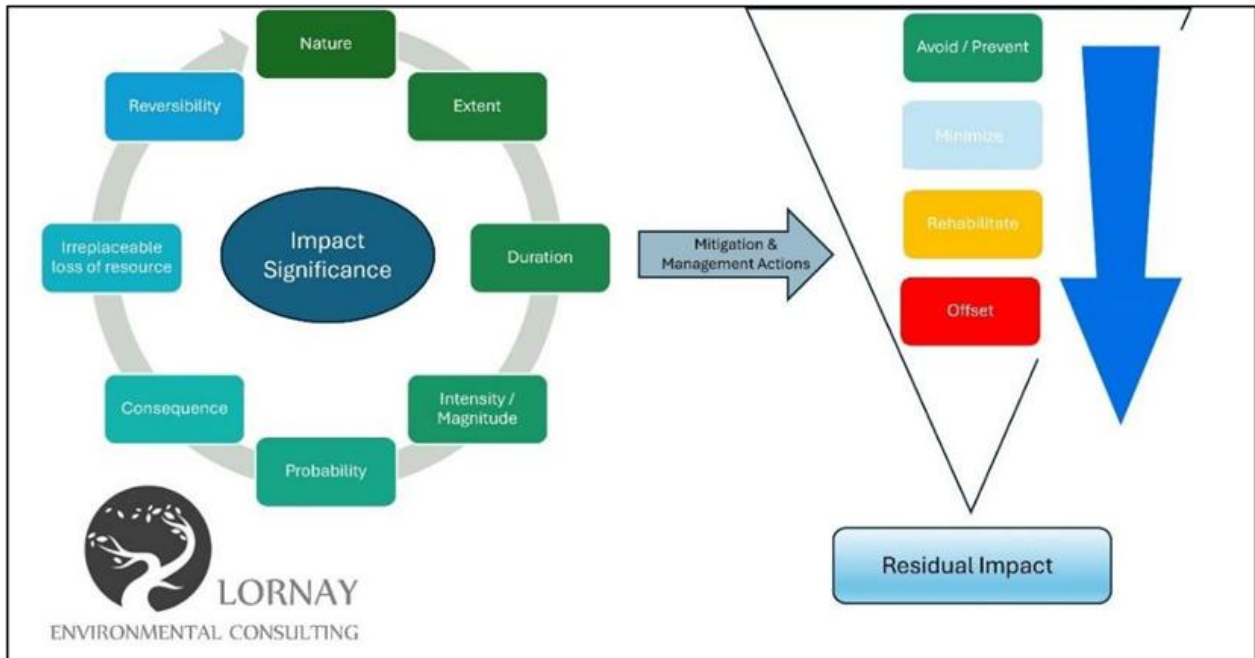 Nature
Extent
Duration
Intensity /
Magnitude
Probability
Consequence
Irreplaceable
loss of resource
Reversibility
Impact
Significance
Mitigation &
Management Actions
Avoid / Prevent
Minimize
Rehabilitate
Offset
Residual Impact
LORNAY
ENVIRONMENTAL CONSULTING